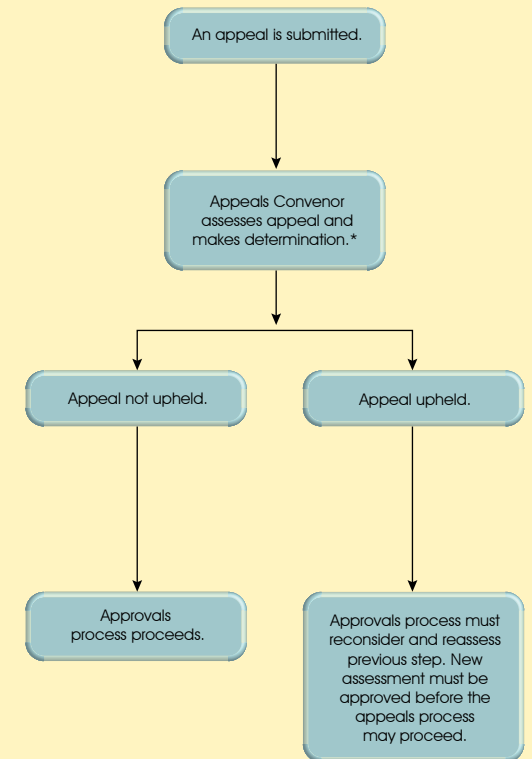 An appeal is submitted.
Appeals Convenor
assesses appeal and
makes determination.*
Appeal not upheld.
Appeal upheld.
Approvals
process proceeds.
Approvals process must
reconsider and reassess
previous step. New
assessment must be
approved before the
appeals process
may proceed.